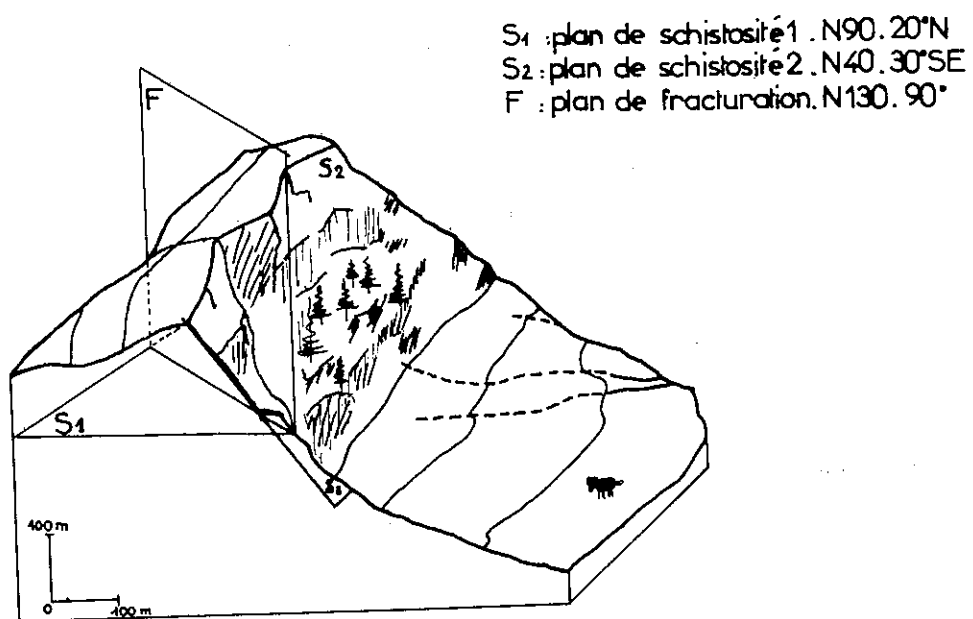 S1 : plan de schistosité 1 . N90. 20°N
S2 : plan de schistosité 2 . N40. 30°SE
F : plan de fracturation. N130. 90°
F
S2
S1
S2
400 m
0
100 m